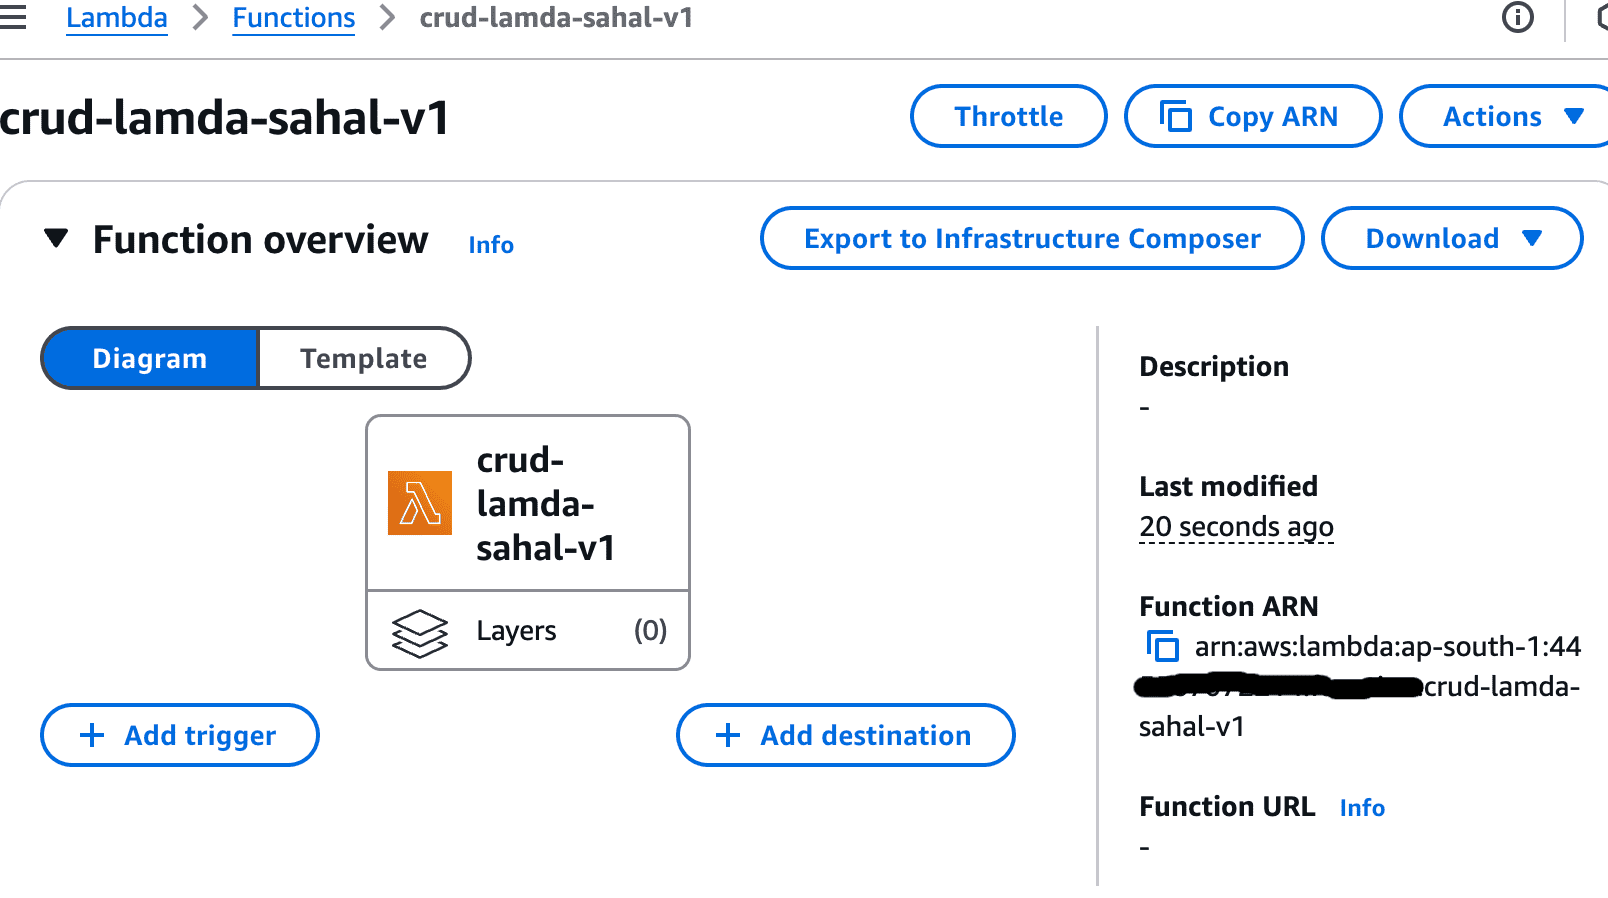 Lambda > Functions > crud-lamda-sahal-v1
crud-lamda-sahal-v1
Throttle
Copy ARN
Actions
Function overview Info
Export to Infrastructure Composer
Download
Diagram
Template
crud-
lamda-
sahal-v1
Layers (0)
+ Add trigger
+ Add destination
Description
-
Last modified
20 seconds ago
Function ARN
arn:aws:lambda:ap-south-1:44
crud-lamda-
sahal-v1
Function URL Info
-